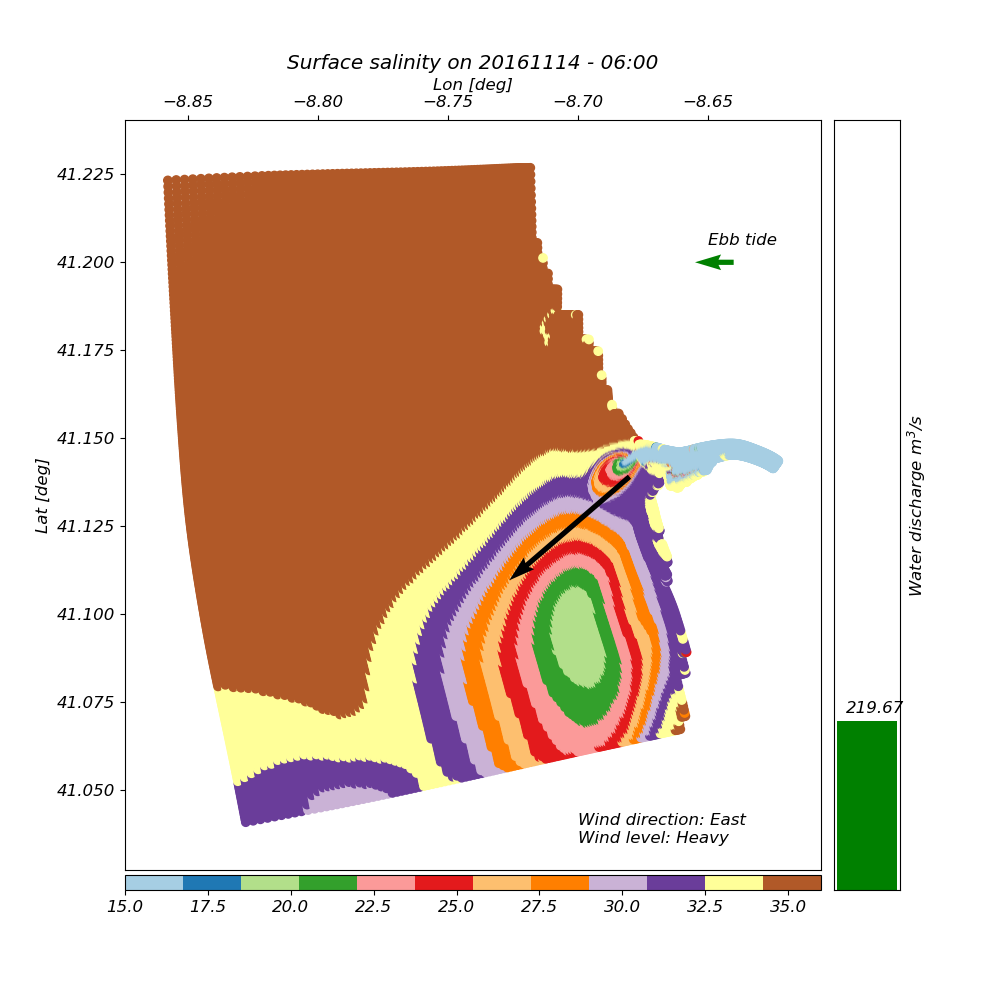 Surface salinity on 20161114 - 06:00
Lon [deg]
−8.85 −8.80 −8.75 −8.70 −8.65
41.225
41.200
41.175
41.150
41.125
41.100
41.075
41.050
Lat [deg]
Ebb tide
Wind direction: East
Wind level: Heavy
15.0 17.5 20.0 22.5 25.0 27.5 30.0 32.5 35.0
219.67
Water discharge m³/s